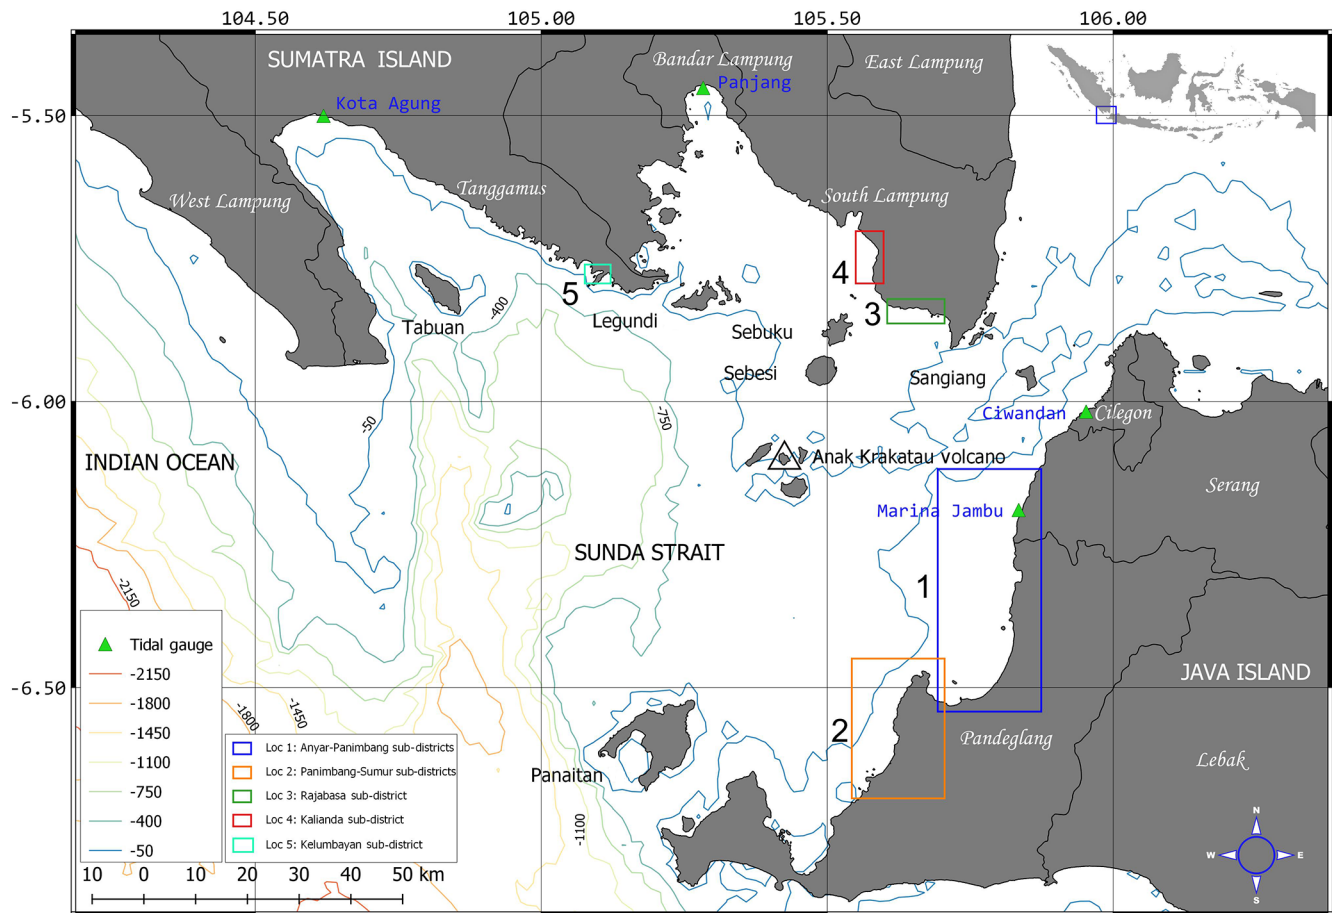 104.50 105.00 105.50 106.00
SUMATRA ISLAND
Bandar Lampung
East Lampung
Panjang
Kota Agung
-5.50
Tanggamus
West Lampung
South Lampung
4
5
-400
Tabuan
Legundi
3
Sebuku
Sebesi
Sangiang
-6.00
-50
-750
Ciwandan
Cilegon
INDIAN OCEAN
Anak Krakatau volcano
Serang
Marina Jambu
SUNDA STRAIT
1
-2150
Tidal gauge
-2150
-1800
-1450
-1100
-750
-400
-50
-6.50
-1800
-1450
JAVA ISLAND
2
Pandeglang
Lebak
Panaitan
-1100
Loc 1: Anyar-Panimbang sub-districts
Loc 2: Panimbang-Sumur sub-districts
Loc 3: Rajabasa sub-district
Loc 4: Kalianda sub-district
Loc 5: Kelumbayan sub-district
10 0 10 20 30 40 50 km
N
W E
S